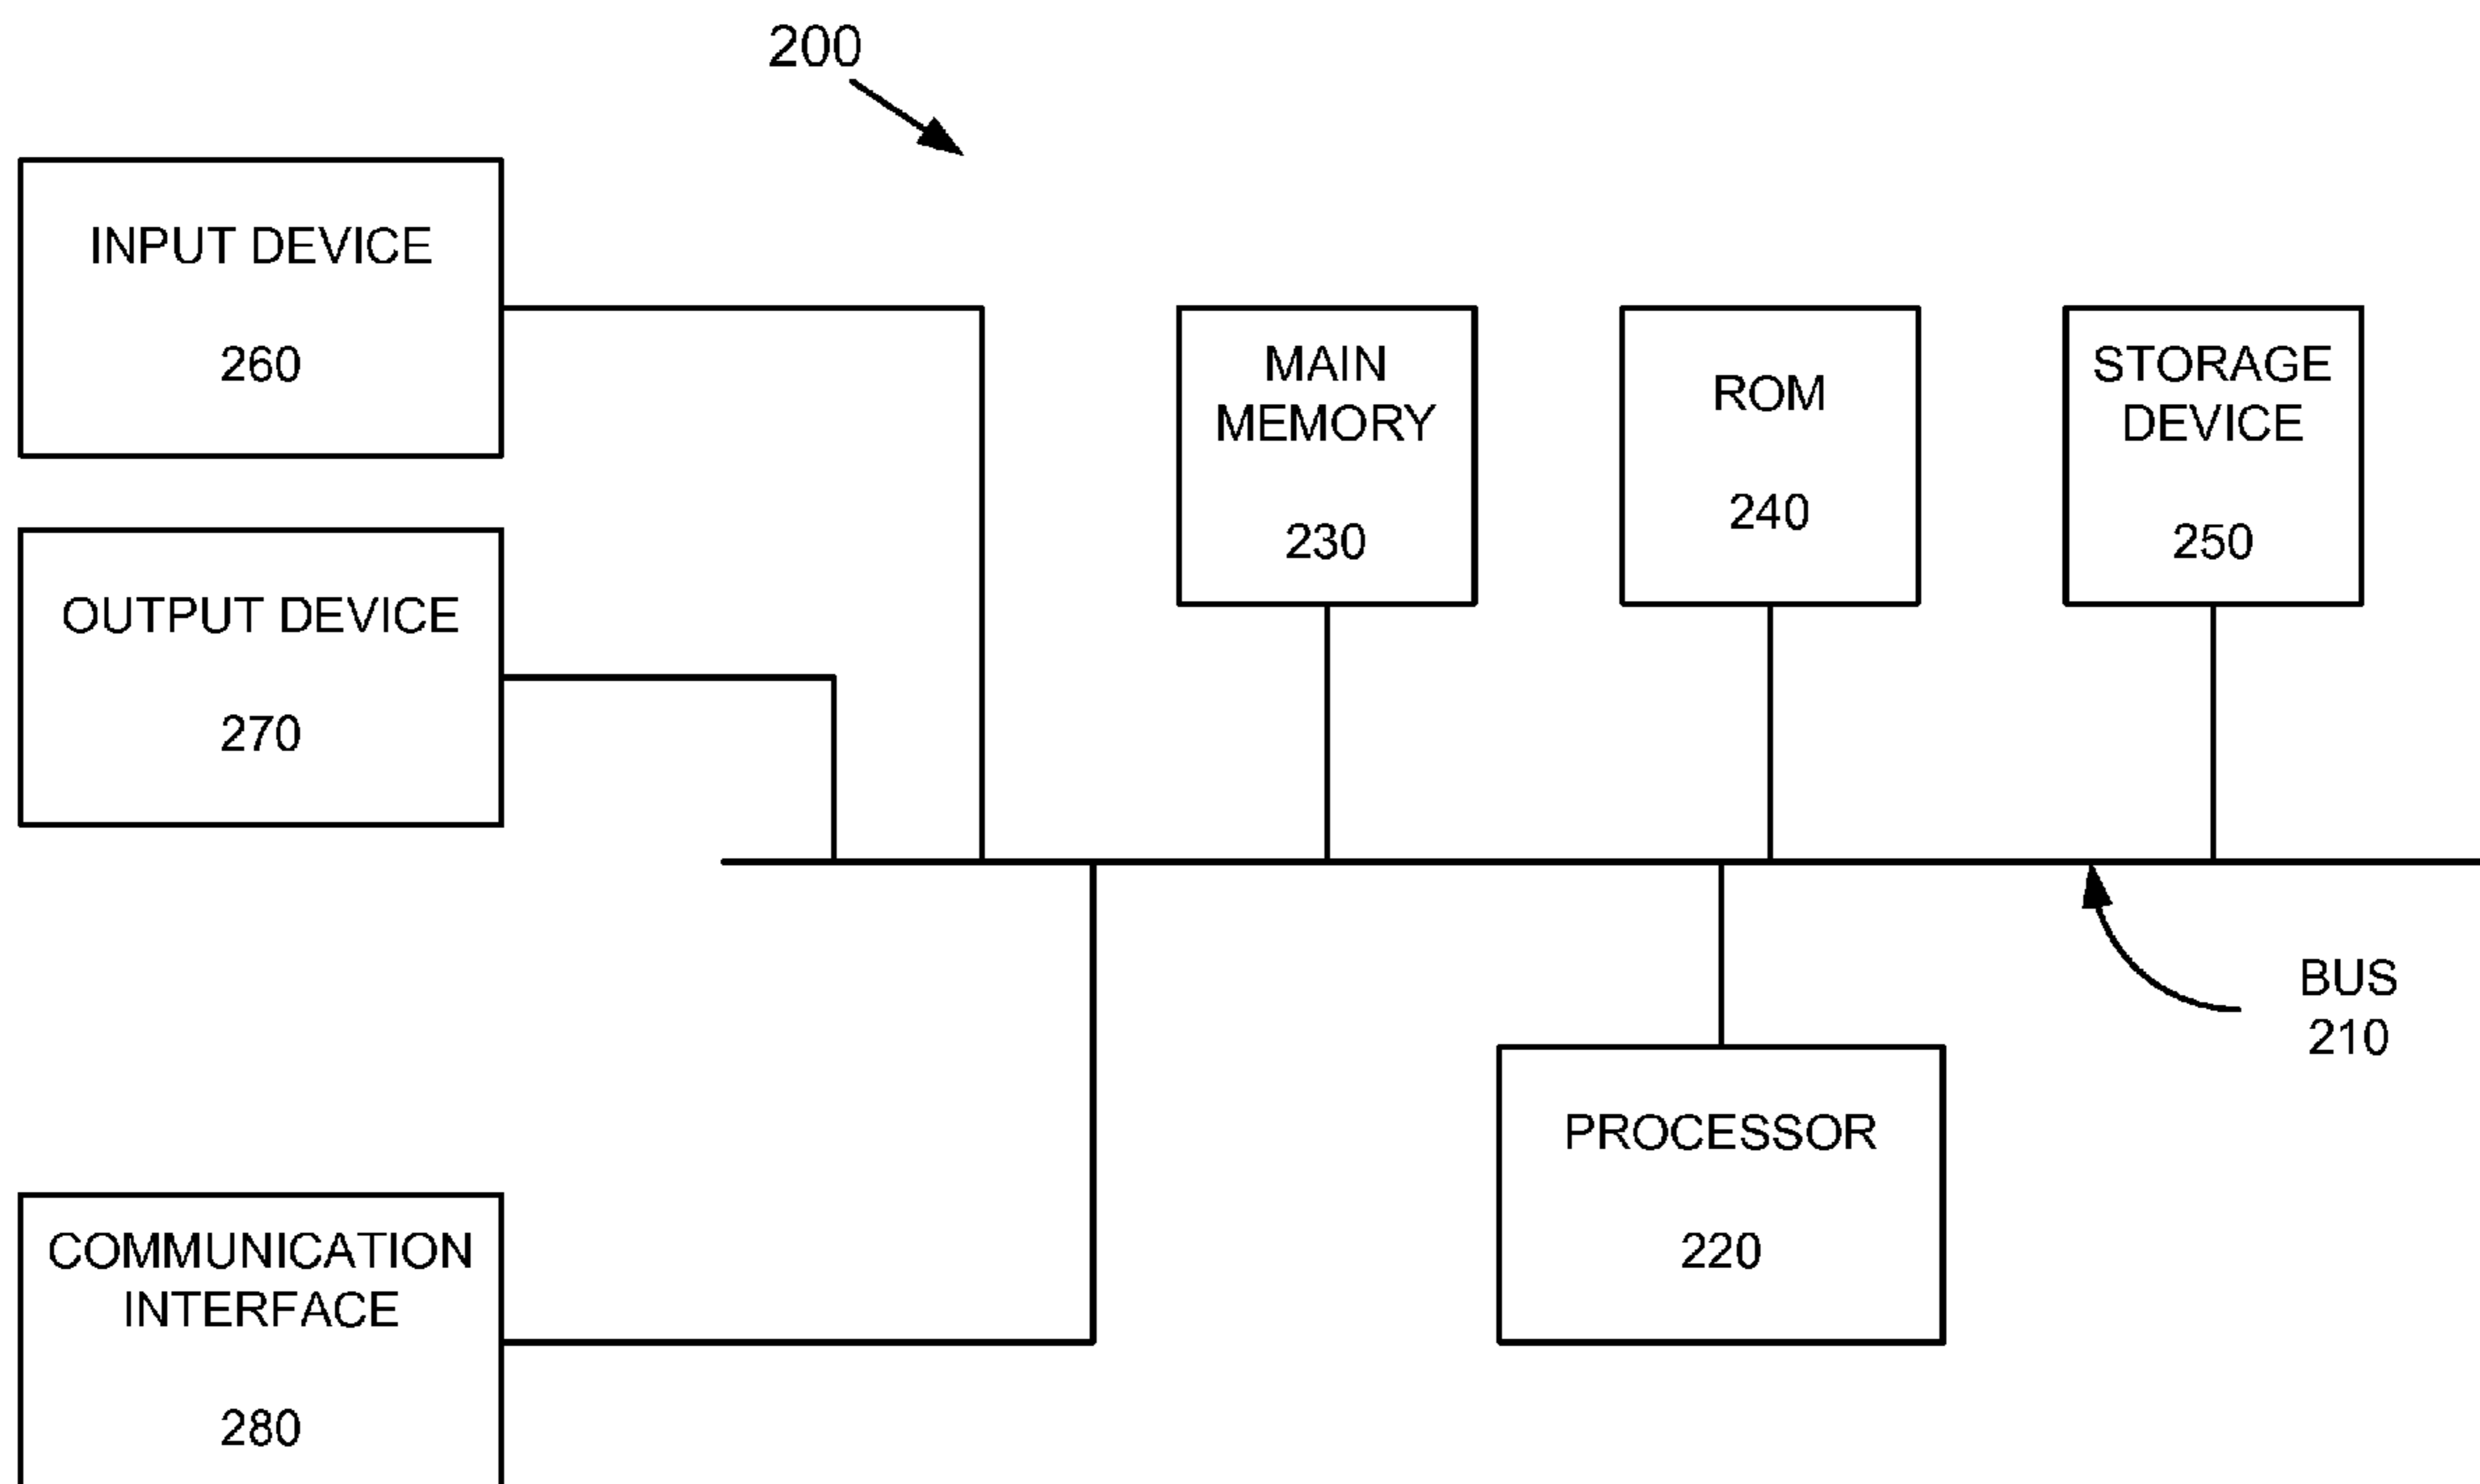 200
INPUT DEVICE
260
OUTPUT DEVICE
270
MAIN
MEMORY
230
ROM
240
STORAGE
DEVICE
250
BUS
210
PROCESSOR
220
COMMUNICATION
INTERFACE
280